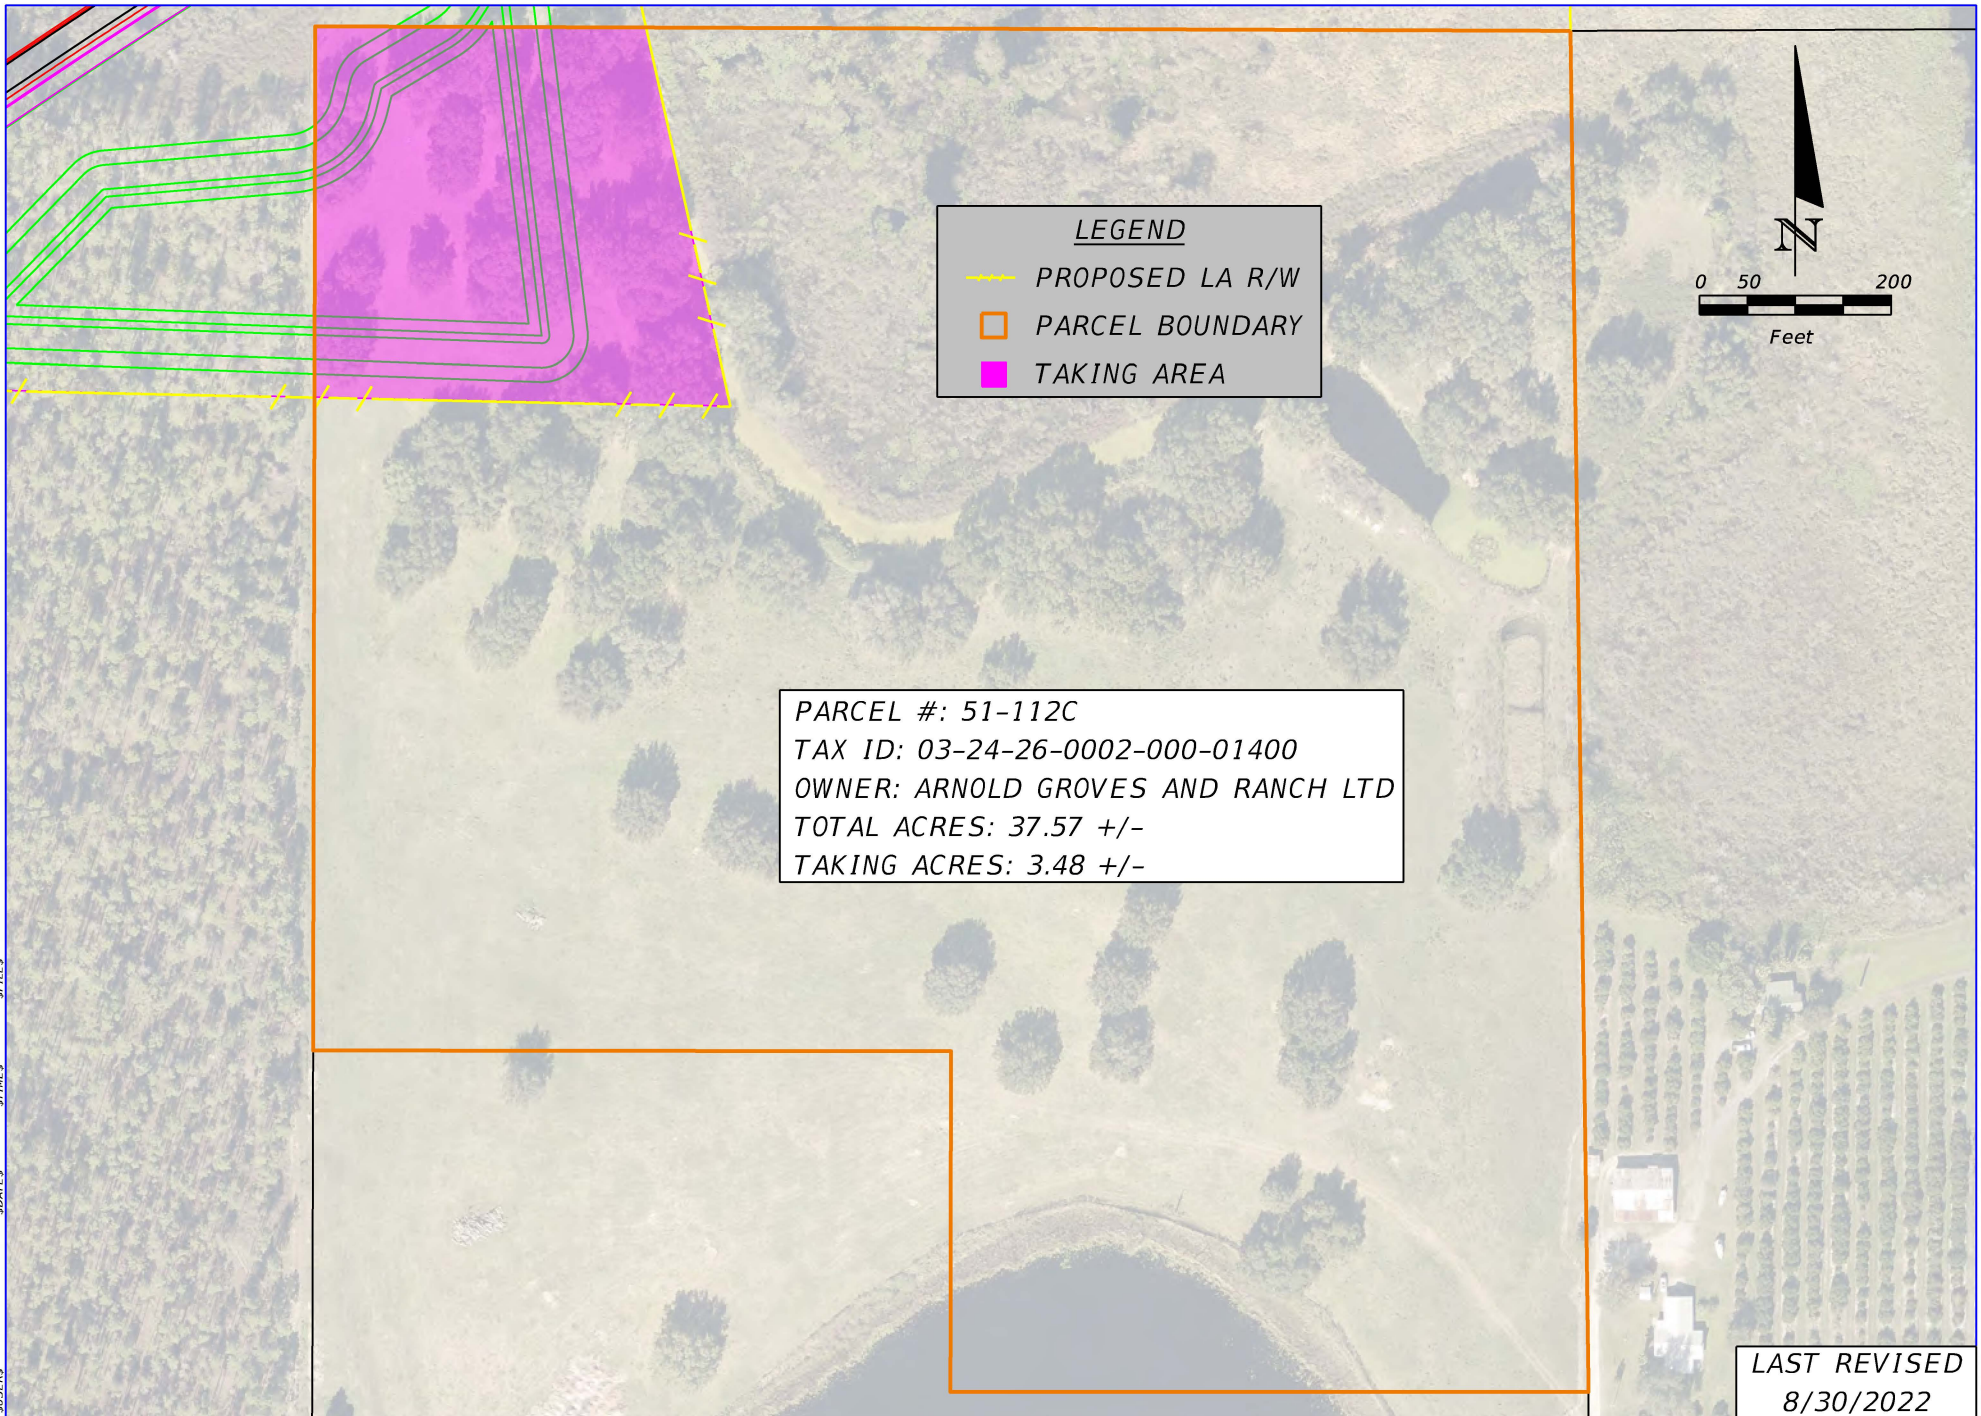 LEGEND
PROPOSED LA R/W
PARCEL BOUNDARY
TAKING AREA
N
0 50 200
Feet
PARCEL #: 51-112C
TAX ID: 03-24-26-0002-000-01400
OWNER: ARNOLD GROVES AND RANCH LTD
TOTAL ACRES: 37.57 +/-
TAKING ACRES: 3.48 +/-
LAST REVISED
8/30/2022